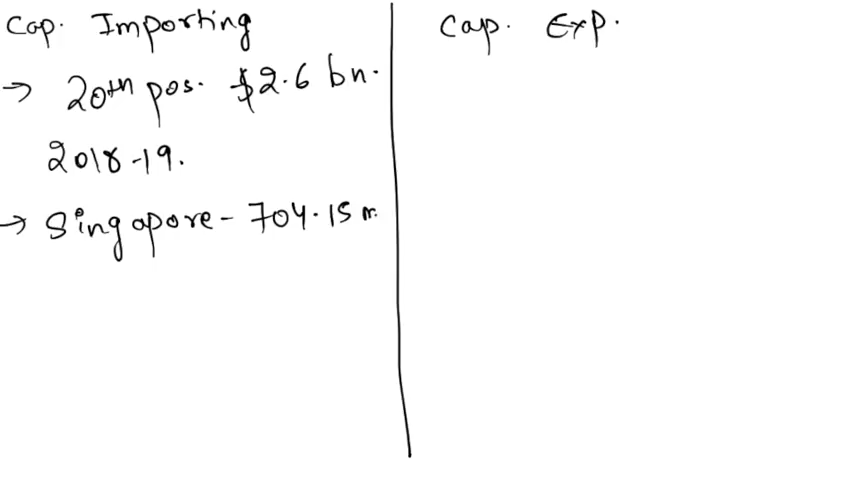 Cap. Importing
Cap. Exp.
→ 20th pos. $2.6 bn.
2018-19.
→ Singapore - 704.15 m.